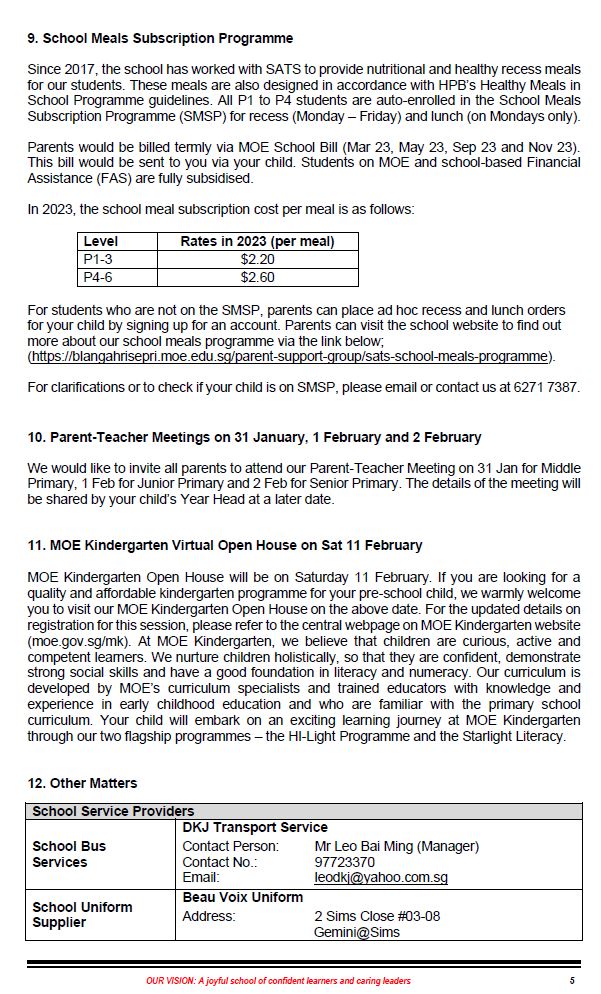 9. School Meals Subscription Programme
Since 2017, the school has worked with SATS to provide nutritional and healthy recess meals
for our students. These meals are also designed in accordance with HPB's Healthy Meals in
School Programme guidelines. All P1 to P4 students are auto-enrolled in the School Meals
Subscription Programme (SMSP) for recess (Monday – Friday) and lunch (on Mondays only).
Parents would be billed termly via MOE School Bill (Mar 23, May 23, Sep 23 and Nov 23).
This bill would be sent to you via your child. Students on MOE and school-based Financial
Assistance (FAS) are fully subsidised.
In 2023, the school meal subscription cost per meal is as follows:
Level Rates in 2023 (per meal)
P1-3 $2.20
P4-6 $2.60
For students who are not on the SMSP, parents can place ad hoc recess and lunch orders
for your child by signing up for an account. Parents can visit the school website to find out
more about our school meals programme via the link below;
(https://blangahrisepri.moe.edu.sg/parent-support-group/sats-school-meals-programme).
For clarifications or to check if your child is on SMSP, please email or contact us at 6271 7387.
10. Parent-Teacher Meetings on 31 January, 1 February and 2 February
We would like to invite all parents to attend our Parent-Teacher Meeting on 31 Jan for Middle
Primary, 1 Feb for Junior Primary and 2 Feb for Senior Primary. The details of the meeting will
be shared by your child's Year Head at a later date.
11. MOE Kindergarten Virtual Open House on Sat 11 February
MOE Kindergarten Open House will be on Saturday 11 February. If you are looking for a
quality and affordable kindergarten programme for your pre-school child, we warmly welcome
you to visit our MOE Kindergarten Open House on the above date. For the updated details on
registration for this session, please refer to the central webpage on MOE Kindergarten website
(moe.gov.sg/mk). At MOE Kindergarten, we believe that children are curious, active and
competent learners. We nurture children holistically, so that they are confident, demonstrate
strong social skills and have a good foundation in literacy and numeracy. Our curriculum is
developed by MOE's curriculum specialists and trained educators with knowledge and
experience in early childhood education and who are familiar with the primary school
curriculum. Your child will embark on an exciting learning journey at MOE Kindergarten
through our two flagship programmes – the HI-Light Programme and the Starlight Literacy.
12. Other Matters
School Service Providers
School Bus Services
DKJ Transport Service
Contact Person: Mr Leo Bai Ming (Manager)
Contact No.: 97723370
Email: leodkj@yahoo.com.sg
School Uniform Supplier
Beau Voix Uniform
Address: 2 Sims Close #03-08
Gemini@Sims
OUR VISION: A joyful school of confident learners and caring leaders 5